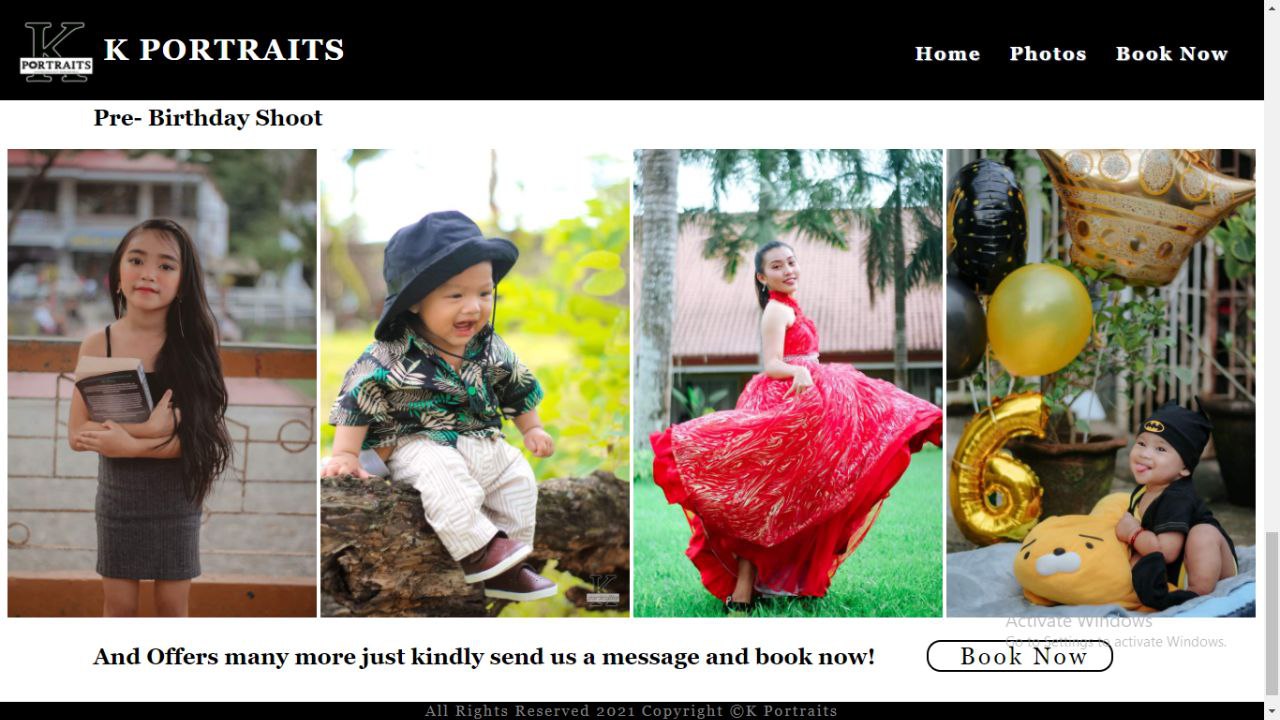 K
PORTRAITS
K PORTRAITS
Home
Photos
Book Now
Pre- Birthday Shoot
6
And Offers many more just kindly send us a message and book now!
Book Now
Activate Windows
Go to Settings to activate Windows.
All Rights Reserved 2021 Copyright ©K Portraits